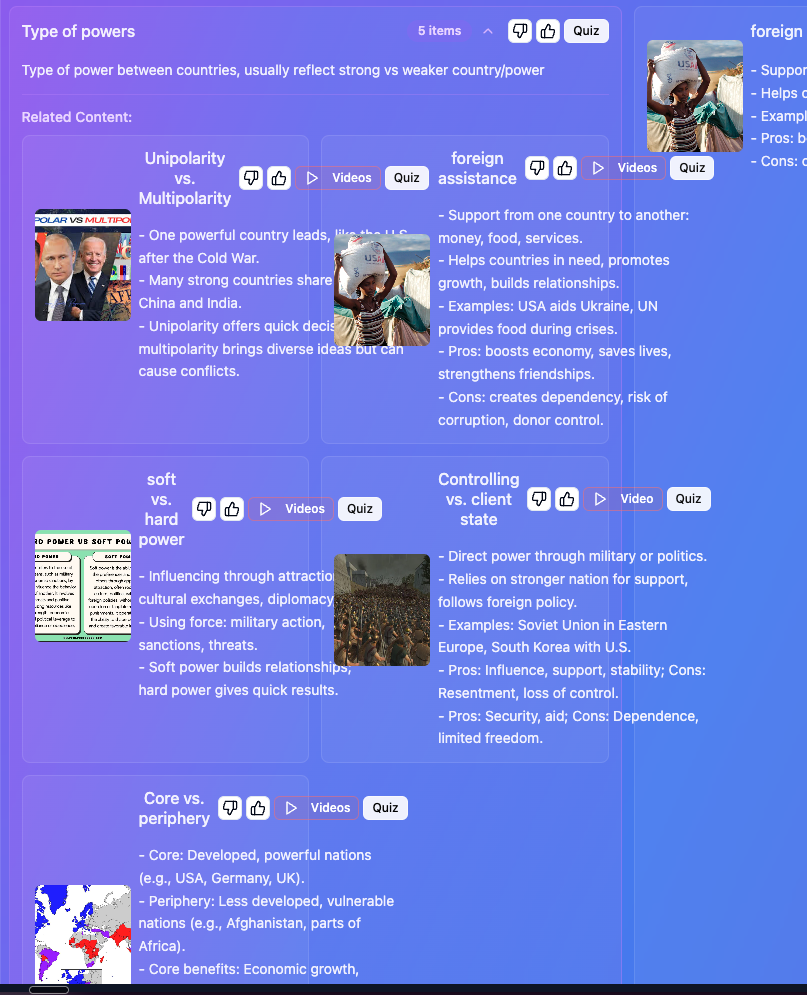 Type of powers
5 items
Quiz
Type of power between countries, usually reflect strong vs weaker country/power
Related Content:
Unipolarity
vs.
Multipolarity
Videos
Quiz
POLAR VS MULTIPO
- One powerful country leads, like the U.S.
after the Cold War.
- Many strong countries share
China and India.
- Unipolarity offers quick decis
multipolarity brings diverse ideas but can
cause conflicts.
foreign
assistance
Videos
Quiz
USA
- Support from one country to another:
money, food, services.
- Helps countries in need, promotes
growth, builds relationships.
- Examples: USA aids Ukraine, UN
provides food during crises.
- Pros: boosts economy, saves lives,
strengthens friendships.
- Cons: creates dependency, risk of
corruption, donor control.
soft
vs.
hard
power
Videos
Quiz
RD POWER VS SOFT POW
- Influencing through attraction
cultural exchanges, diplomacy
- Using force: military action,
sanctions, threats.
- Soft power builds relationships,
hard power gives quick results.
Controlling
vs. client
state
Video
Quiz
- Direct power through military or politics.
- Relies on stronger nation for support,
follows foreign policy.
- Examples: Soviet Union in Eastern
Europe, South Korea with U.S.
- Pros: Influence, support, stability; Cons:
Resentment, loss of control.
- Pros: Security, aid; Cons: Dependence,
limited freedom.
Core vs.
periphery
Videos
Quiz
- Core: Developed, powerful nations
(e.g., USA, Germany, UK).
- Periphery: Less developed, vulnerable
nations (e.g., Afghanistan, parts of
Africa).
- Core benefits: Economic growth,
foreign
USA
- Suppor
- Helps c
- Exampl
- Pros: b
- Cons: c